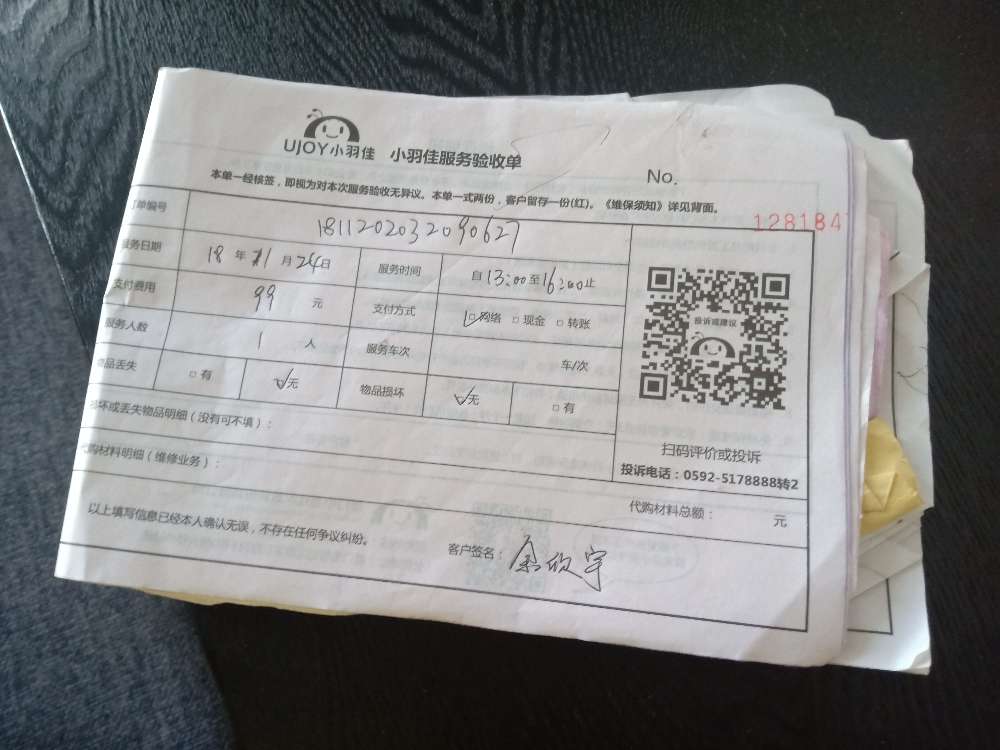 UJOY小羽佳 小羽佳服务验收单
No.
本单一经核签，即视为对本次服务验收无异议。本单一式两份，客户留存一份(红)。《维保须知》详见背面。
128184
单编号 1811202032090627
服务日期 18 年 11 月 24 日 服务时间 自 13:00 至 16:00 止
支付费用 99 元 支付方式 网络 现金 转账
投诉或建议
服务人数 1 人 服务车次 车/次
物品丢失 有 无 物品损坏 无 有
损坏或丢失物品明细（没有可不填）：
扫码评价或投诉
投诉电话：0592-5178888转2
购材料明细（维修业务）：
代购材料总额： 元
以上填写信息已经本人确认无误，不存在任何争议纠纷。
客户签名：余欣宇